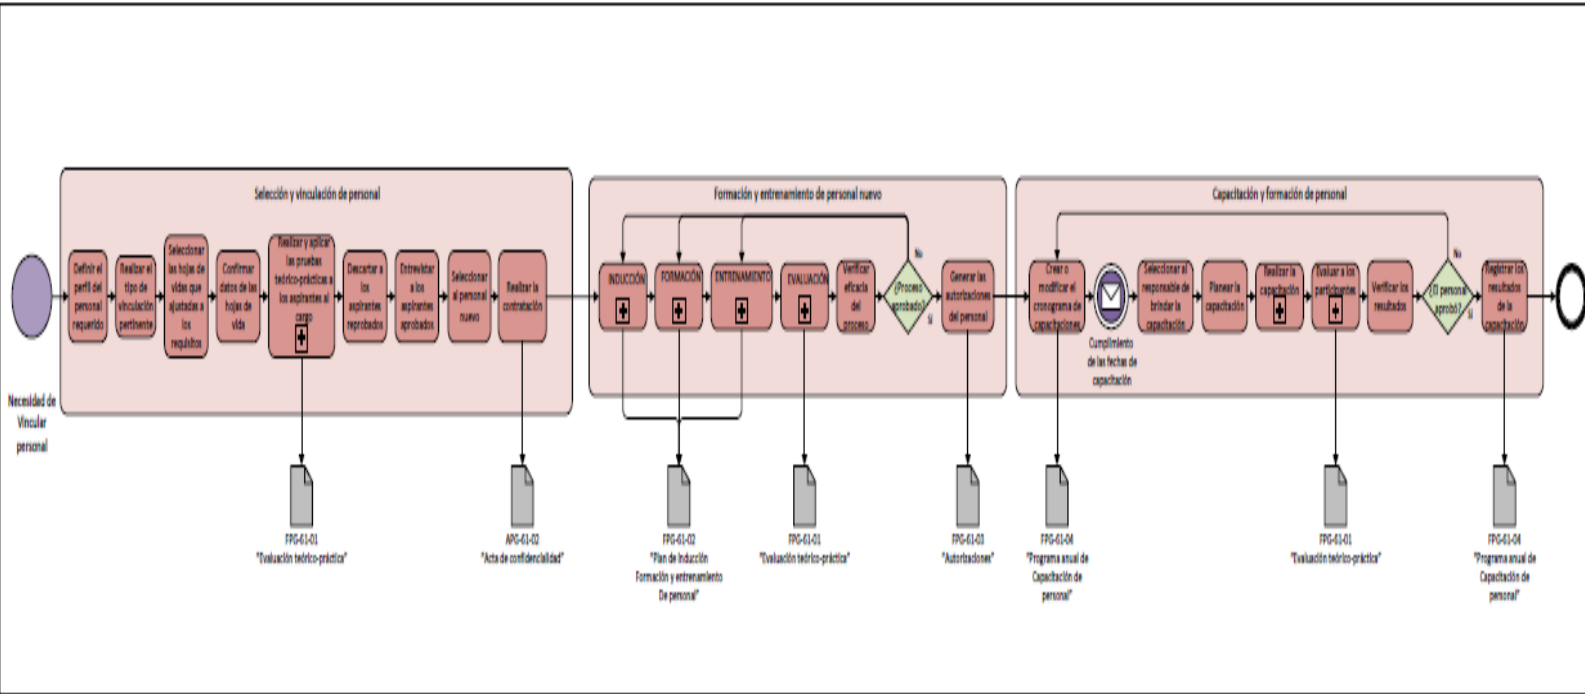 Selección y vinculación de personal
Formación y entrenamiento de personal nuevo
Capacitación y formación de personal
Necesidad de
Vincular
personal
Definir el
perfil del
personal
requerido
Realizar el
tipo de
vinculación
pertinente
Seleccionar
las hojas de
vidas que
ajustadas a
los
requisitos
Confirmar
datos de las
hojas de
vida
Realizar y aplicar
las pruebas
teórico-prácticas a
los aspirantes al
cargo
Descartar a
los
aspirantes
reprobados
Entrevistar
a los
aspirantes
aprobados
Seleccionar
al personal
nuevo
Realizar la
contratación
INDUCCIÓN
FORMACIÓN
ENTRENAMIENTO
EVALUACIÓN
Verificar
eficacia
del
proceso
¿Proceso
aprobado?
No
Sí
Generar las
autorizaciones
del personal
Crear o
modificar el
cronograma de
capacitaciones
Cumplimiento
de las fechas de
capacitación
Seleccionar al
responsable de
brindar la
capacitación
Planear la
capacitación
Realizar la
capacitación
Evaluar a los
participantes
Verificar los
resultados
¿El personal
aprobó?
No
Sí
Registrar los
resultados
de la
capacitación
FPG-61-01
"Evaluación teórico-práctica"
APG-61-02
"Acta de confidencialidad"
FPG-61-02
"Plan de Inducción
Formación y entrenamiento
De personal"
FPG-61-01
"Evaluación teórico-práctica"
FPG-61-03
"Autorizaciones"
FPG-61-04
"Programa anual de
Capacitación de
personal"
FPG-61-01
"Evaluación teórico-práctica"
FPG-61-04
"Programa anual de
Capacitación de
personal"